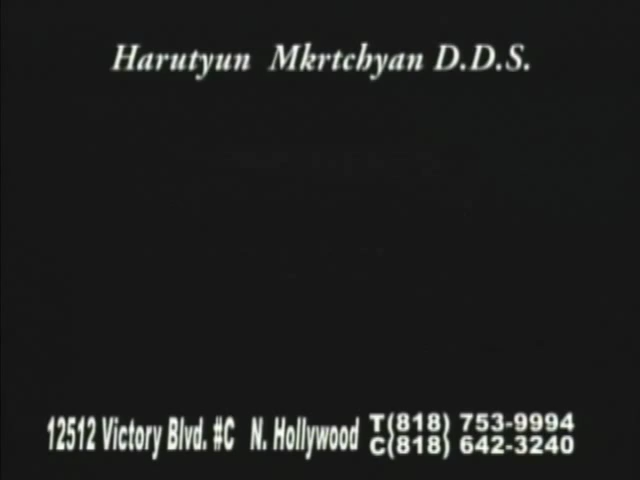 Harutyun Mkrtchyan D.D.S.
12512 Victory Blvd. #C N. Hollywood
T(818) 753-9994
C(818) 642-3240